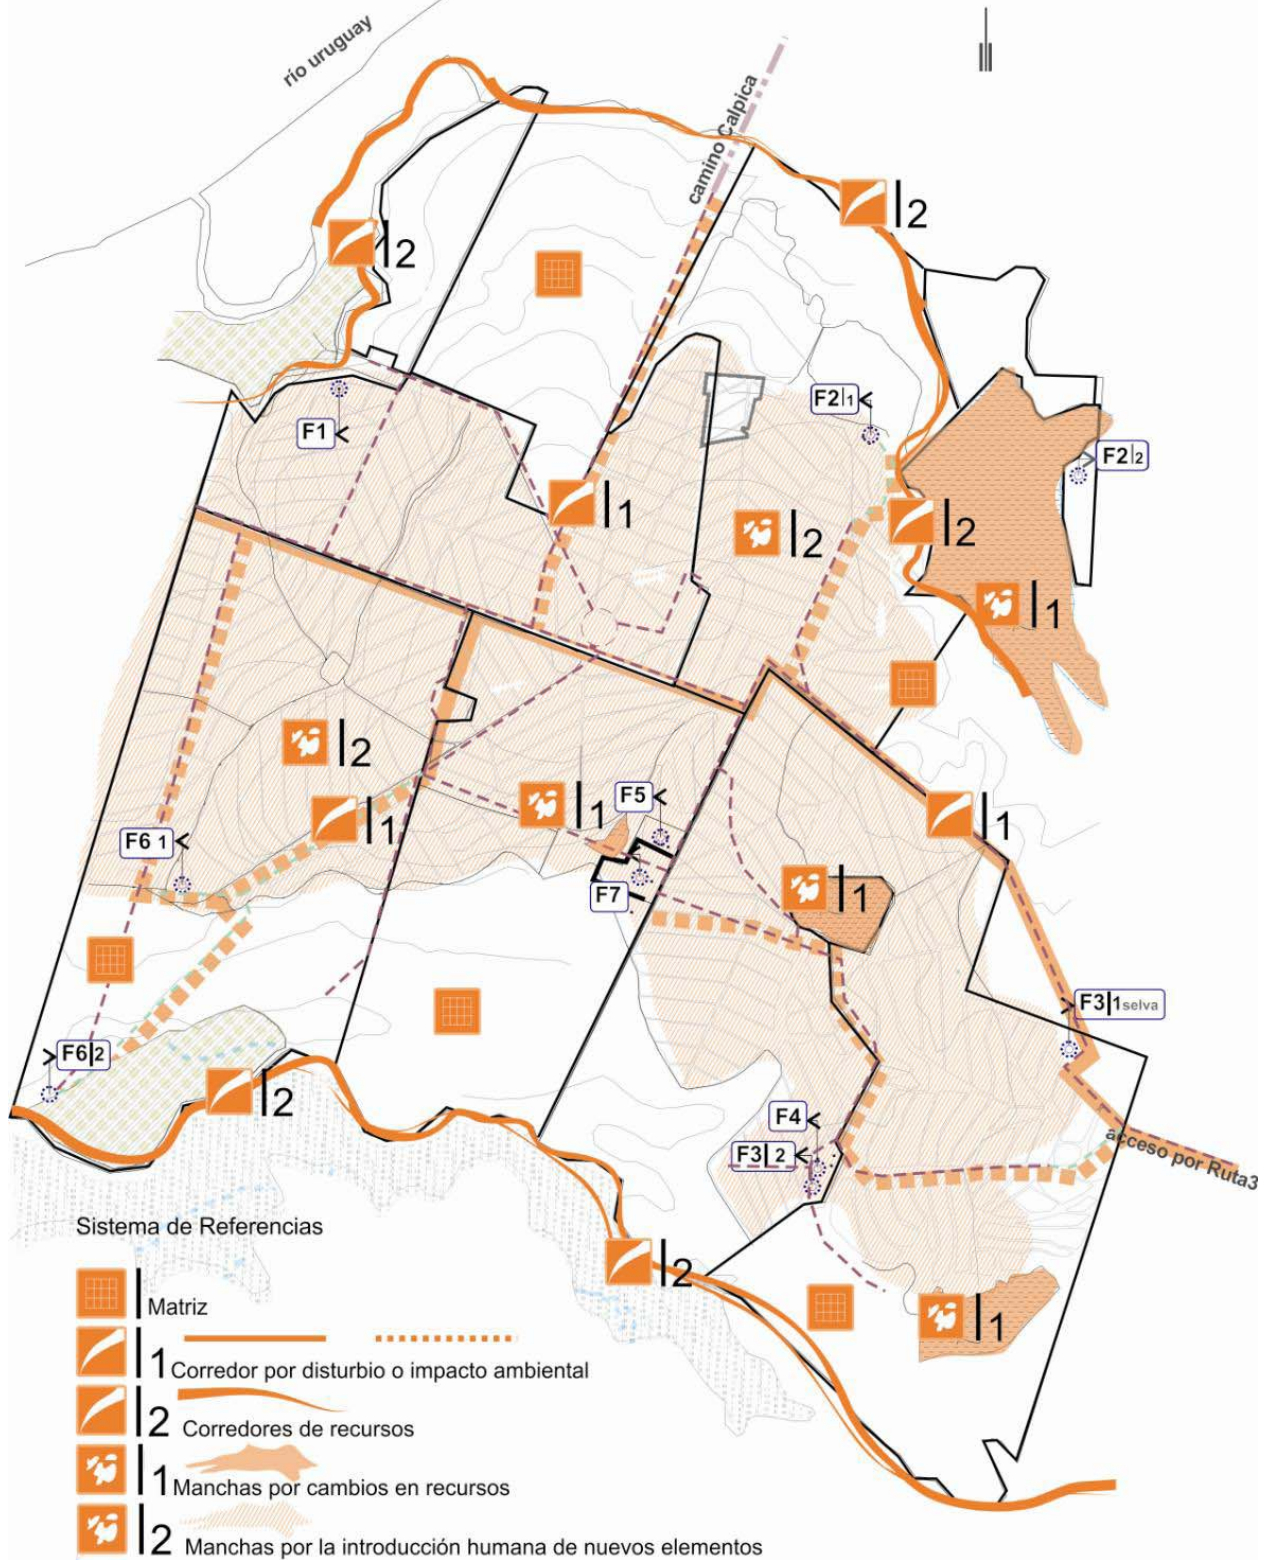 río uruguay
camino Calpica
|2
|2
F2|1
F1
F2|2
|1
|2
|2
|1
|2
|1
F5
|1
|1
F6 1
|1
F7
F3|1 selva
F6|2
|2
F4
acceso por Ruta3
F3| 2
Sistema de Referencias
|2
| Matriz
|1
|1 Corredor por disturbio o impacto ambiental
|2 Corredores de recursos
|1 Manchas por cambios en recursos
|2 Manchas por la introducción humana de nuevos elementos